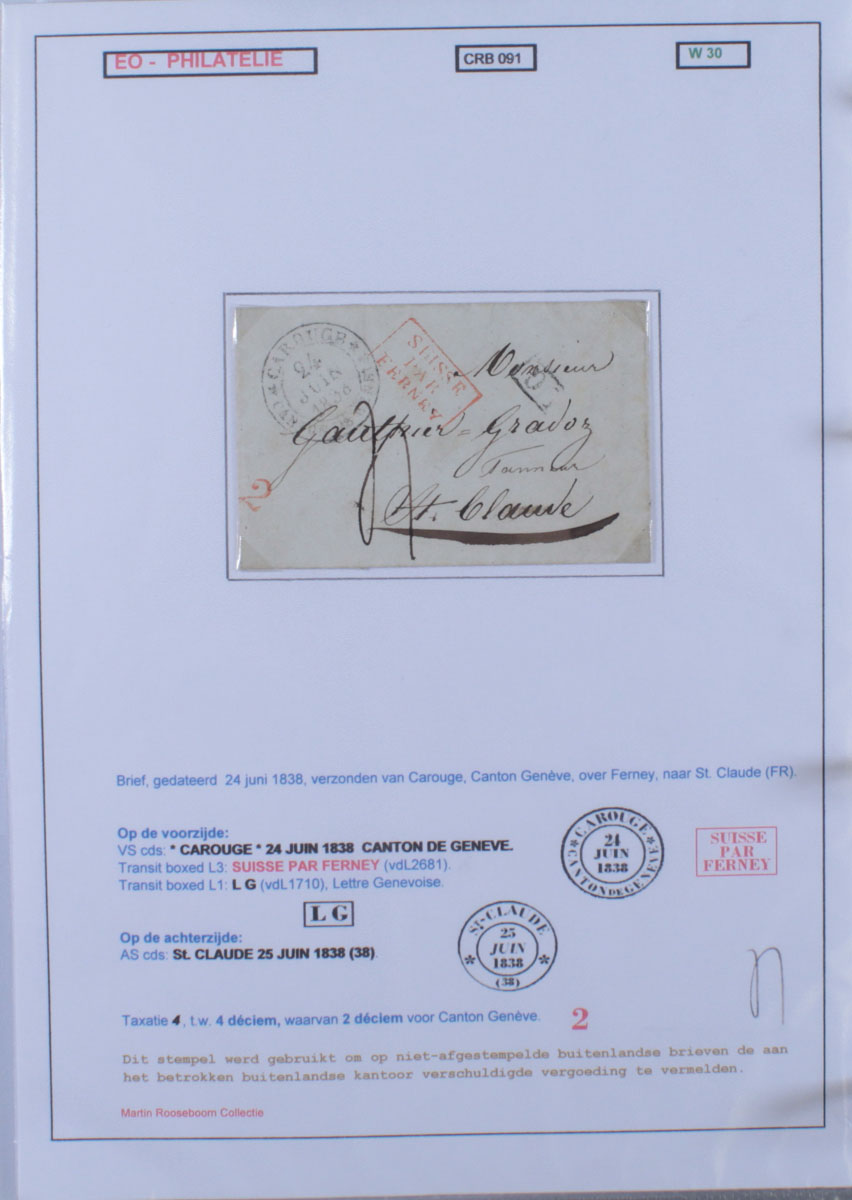 EO - PHILATELIE
CRB 091
W 30
* CAROUGE *
24
JUIN
1838
SUISSE
PAR
FERNEY
Monsieur
Gauthier = Gradoz
Tanneur
St. Claude
2
Brief, gedateerd 24 juni 1838, verzonden van Carouge, Canton Genève, over Ferney, naar St. Claude (FR).
Op de voorzijde:
VS cds: * CAROUGE * 24 JUIN 1838 CANTON DE GENEVE.
Transit boxed L3: SUISSE PAR FERNEY (vdL2681).
Transit boxed L1: L G (vdL1710), Lettre Genevoise.
CAROUGE
24
JUIN
1838
CANTON DE GENEVE
SUISSE
PAR
FERNEY
L G
Op de achterzijde:
AS cds: St. CLAUDE 25 JUIN 1838 (38).
St-CLAUDE
25
JUIN
1838
(38)
Taxatie 4, t.w. 4 déciem, waarvan 2 déciem voor Canton Genève.
2
Dit stempel werd gebruikt om op niet-afgestempelde buitenlandse brieven de aan
het betrokken buitenlandse kantoor verschuldigde vergoeding te vermelden.
Martin Rooseboom Collectie